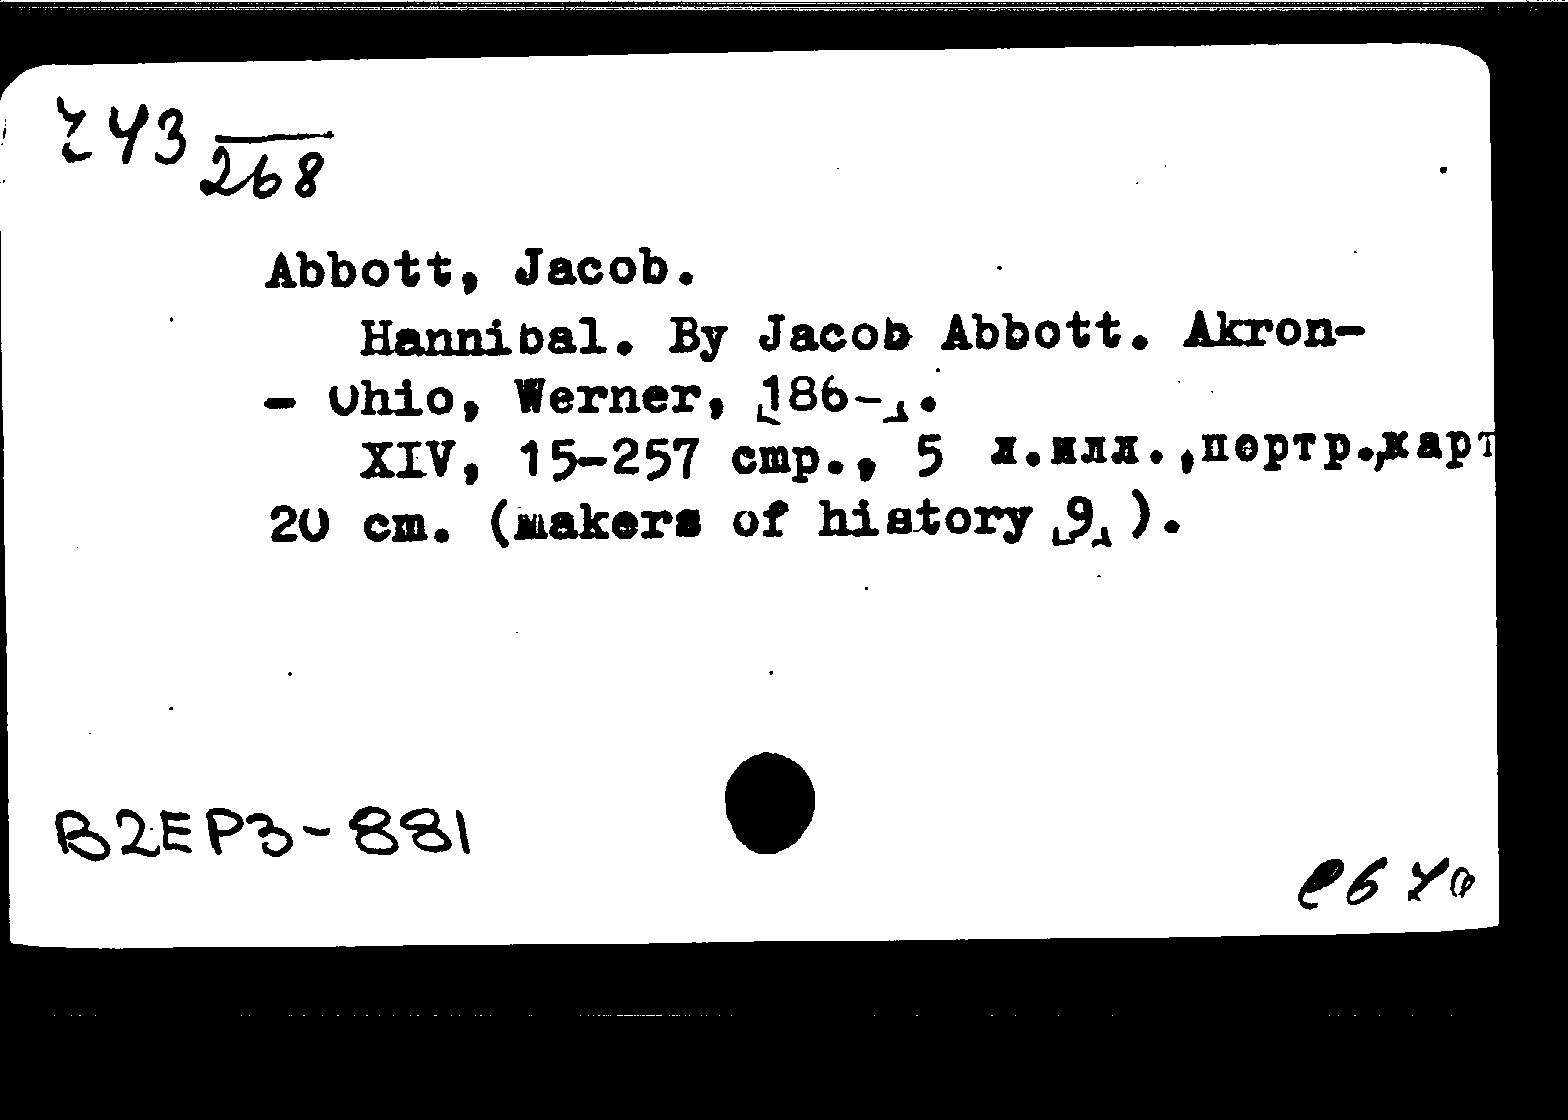 243
268
Abbott, Jacob.
Hannibal. By Jacob Abbott. Akron-
- Ohio, Werner, [186-].
XIV, 15-257 стр., 5 л.илл.,портр.,карт
20 cm. (makers of history [9] ).
B2EP3-881